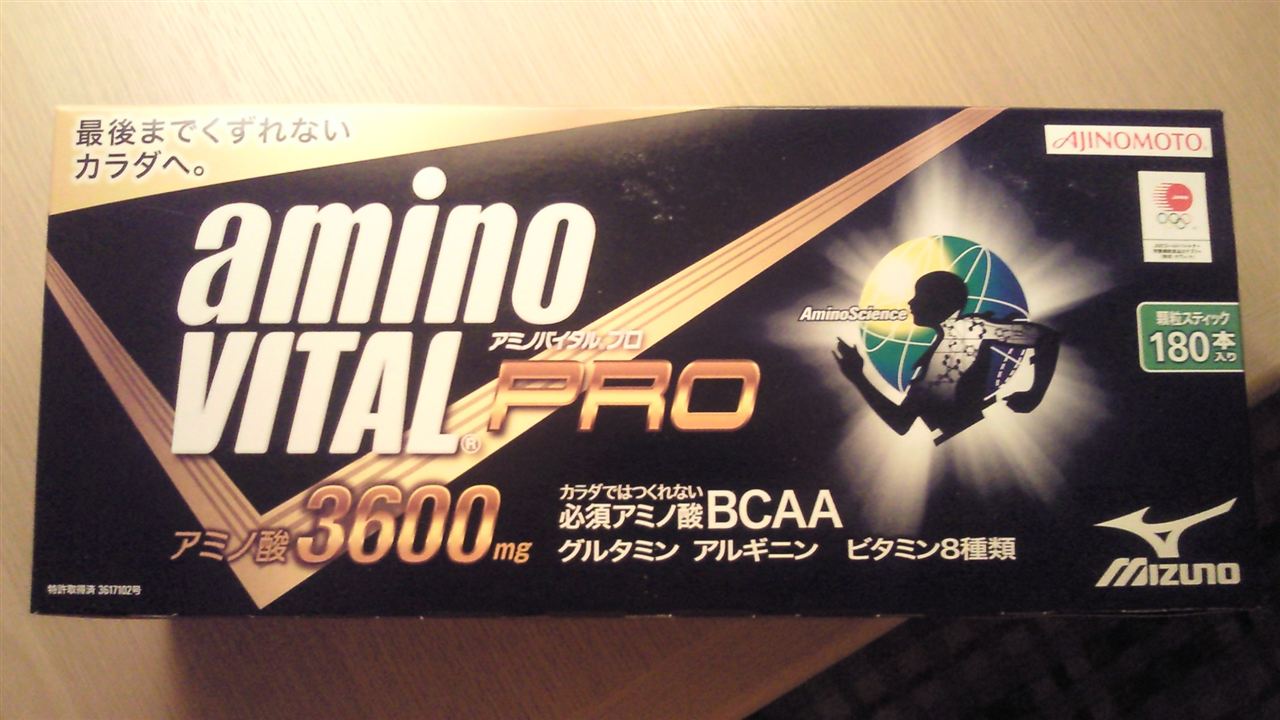 最後までくずれない
カラダへ。
AJINOMOTO®
amino
VITAL®
アミノバイタル プロ
PRO
AminoScience
顆粒スティック
180本入り
アミノ酸3600mg
カラダではつくれない
必須アミノ酸BCAA
グルタミン アルギニン ビタミン8種類
MIZUNO
特許取得済 3617102号